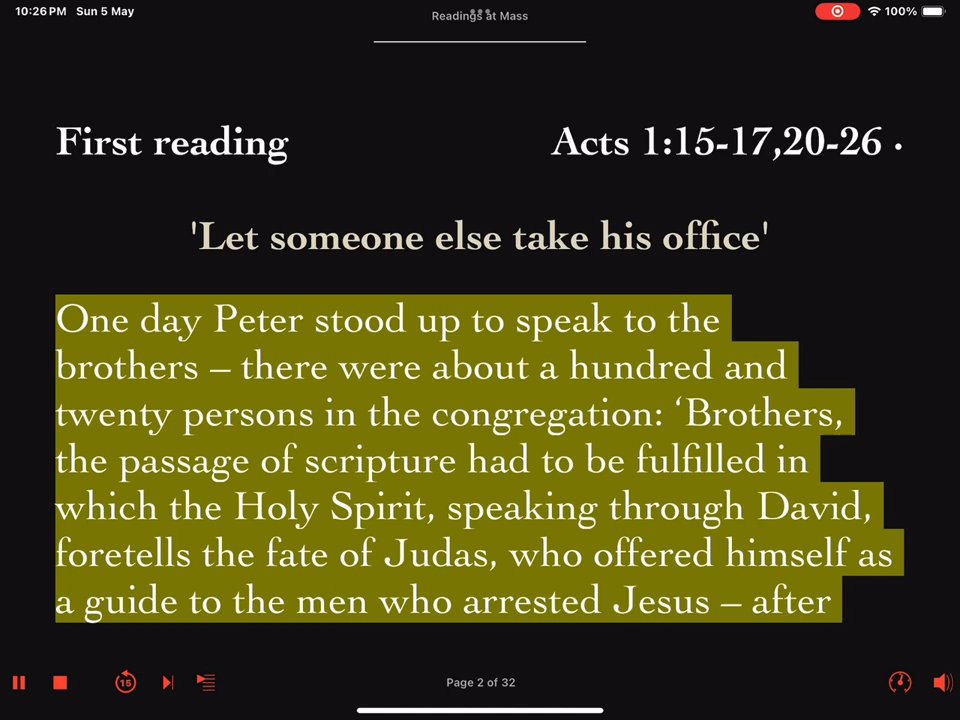 10:26 PM Sun 5 May
Readings at Mass
100%
First reading
Acts 1:15-17,20-26 ·
'Let someone else take his office'
One day Peter stood up to speak to the
brothers – there were about a hundred and
twenty persons in the congregation: ‘Brothers,
the passage of scripture had to be fulfilled in
which the Holy Spirit, speaking through David,
foretells the fate of Judas, who offered himself as
a guide to the men who arrested Jesus – after
15
Page 2 of 32